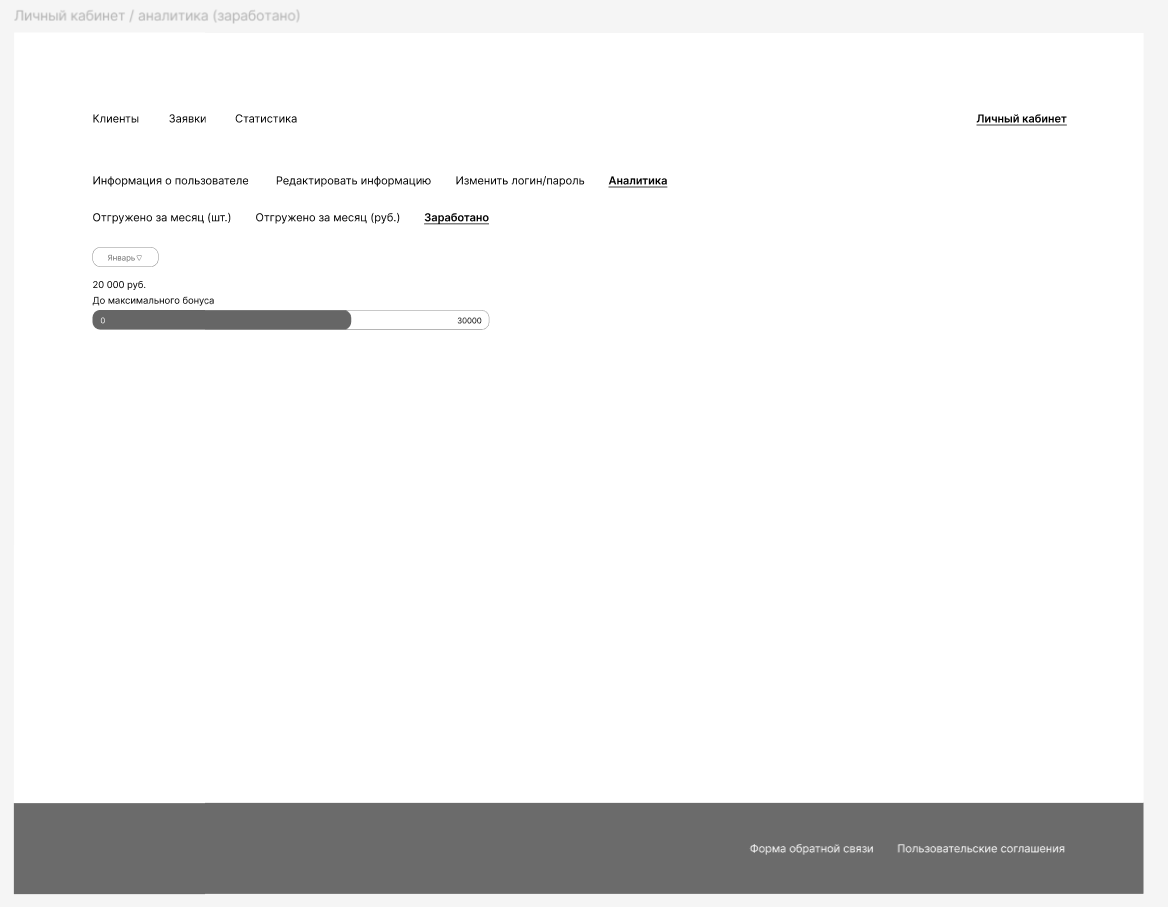 Личный кабинет / аналитика (заработано)
Клиенты Заявки Статистика Личный кабинет
Информация о пользователе Редактировать информацию Изменить логин/пароль Аналитика
Отгружено за месяц (шт.) Отгружено за месяц (руб.) Заработано
Январь ▽
20 000 руб.
До максимального бонуса
0 30000
Форма обратной связи Пользовательские соглашения